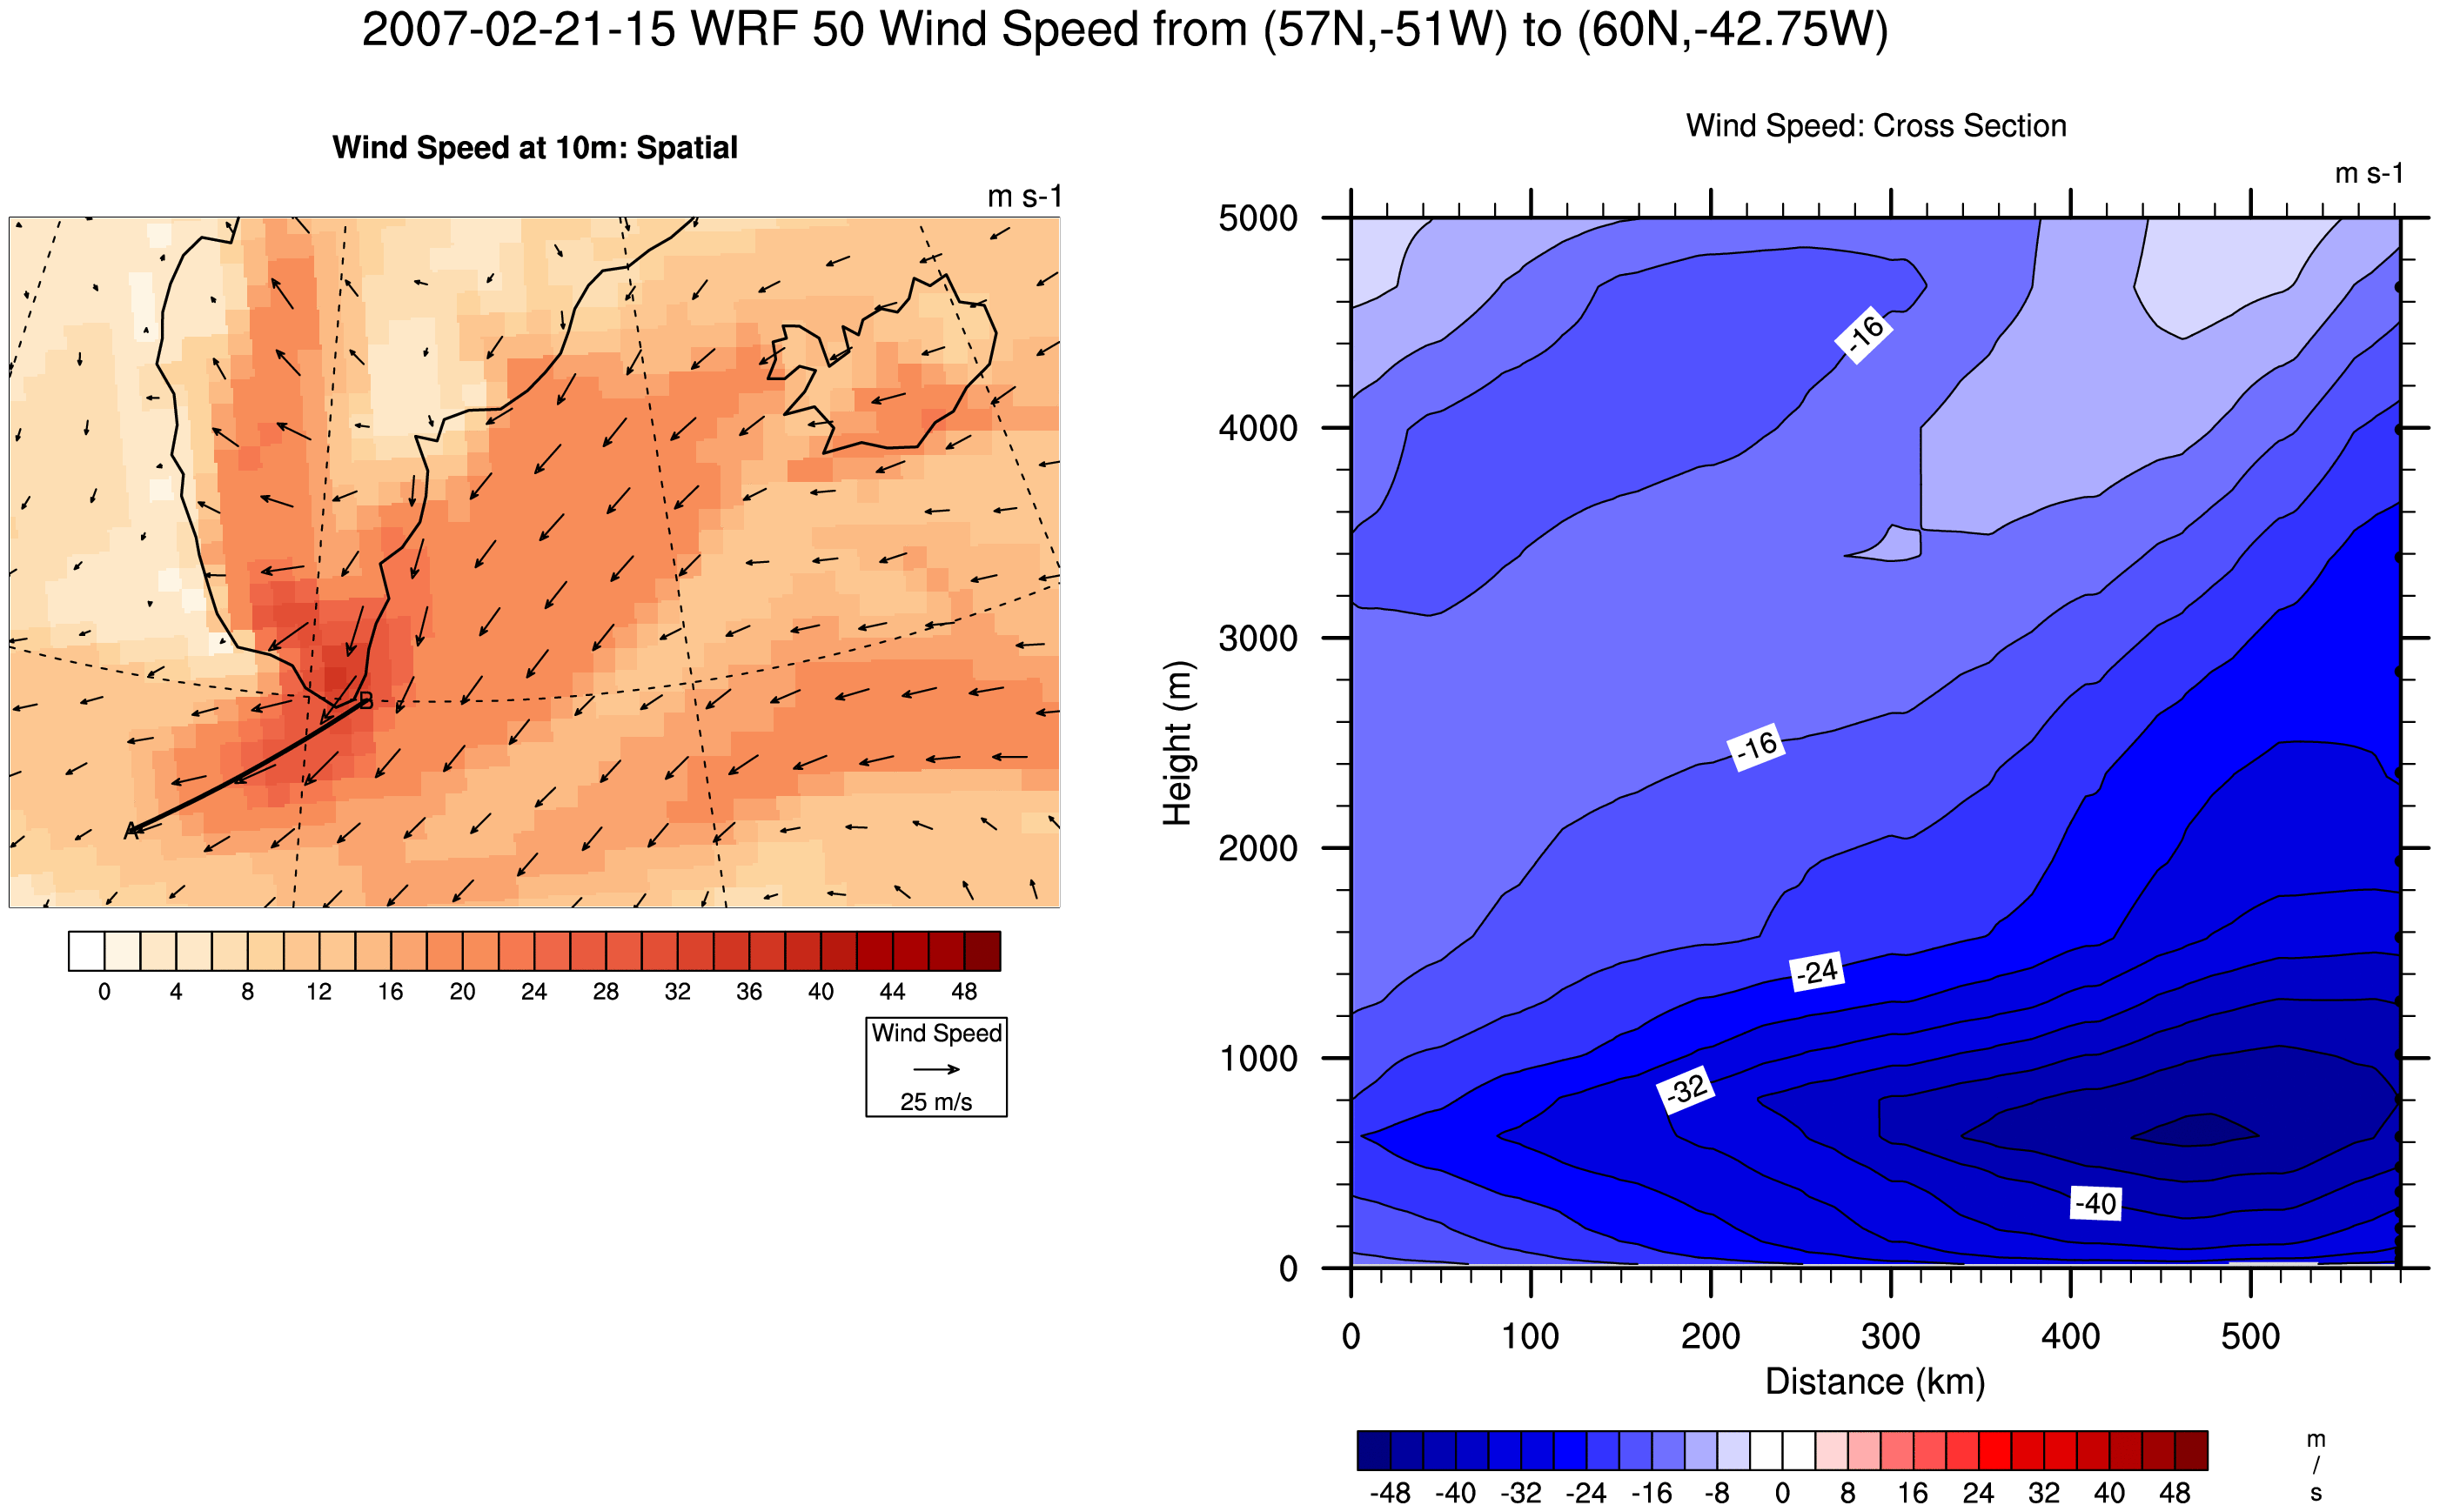 2007-02-21-15 WRF 50 Wind Speed from (57N,-51W) to (60N,-42.75W)
Wind Speed at 10m: Spatial
m s-1
B
A
0 4 8 12 16 20 24 28 32 36 40 44 48
Wind Speed
25 m/s
Wind Speed: Cross Section
m s-1
5000
4000
3000
2000
1000
0
Height (m)
-16
-16
-24
-32
-40
0 100 200 300 400 500
Distance (km)
-48 -40 -32 -24 -16 -8 0 8 16 24 32 40 48
m
/
s